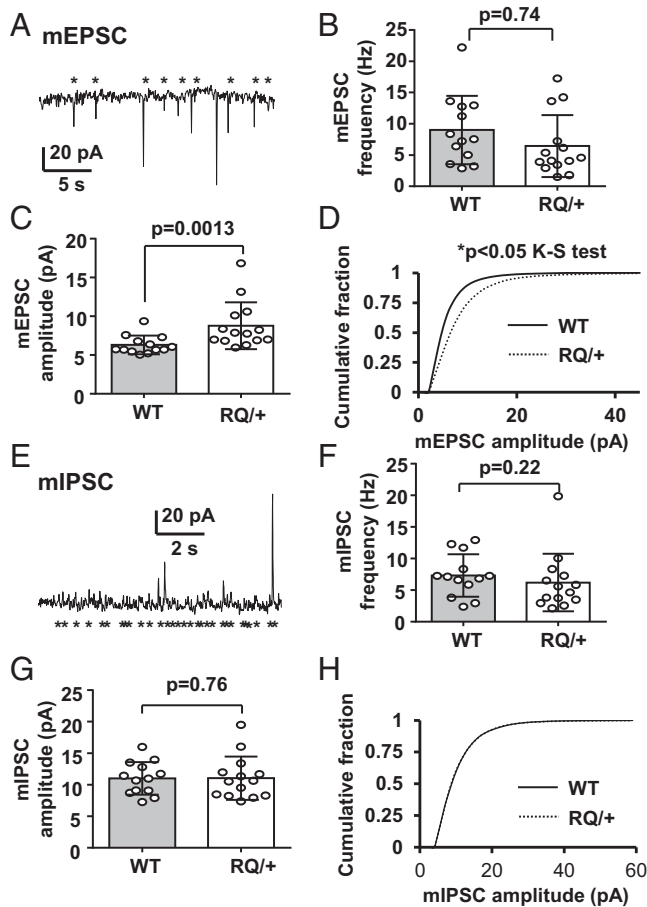 A
mEPSC
* * * * * * * * *
20 pA
5 s
B
p=0.74
mEPSC
frequency (Hz)
25
20
15
10
5
0
WT RQ/+
C
p=0.0013
mEPSC
amplitude (pA)
20
15
10
5
0
WT RQ/+
D
*p<0.05 K-S test
Cumulative fraction
1
0.75
0.5
0.25
0
WT
RQ/+
0 20 40
mEPSC amplitude (pA)
E
mIPSC
20 pA
2 s
F
p=0.22
mIPSC
frequency (Hz)
25
20
15
10
5
0
WT RQ/+
G
p=0.76
mIPSC
amplitude (pA)
25
20
15
10
5
0
WT RQ/+
H
Cumulative fraction
1
0.75
0.5
0.25
0
WT
RQ/+
0 20 40 60
mIPSC amplitude (pA)